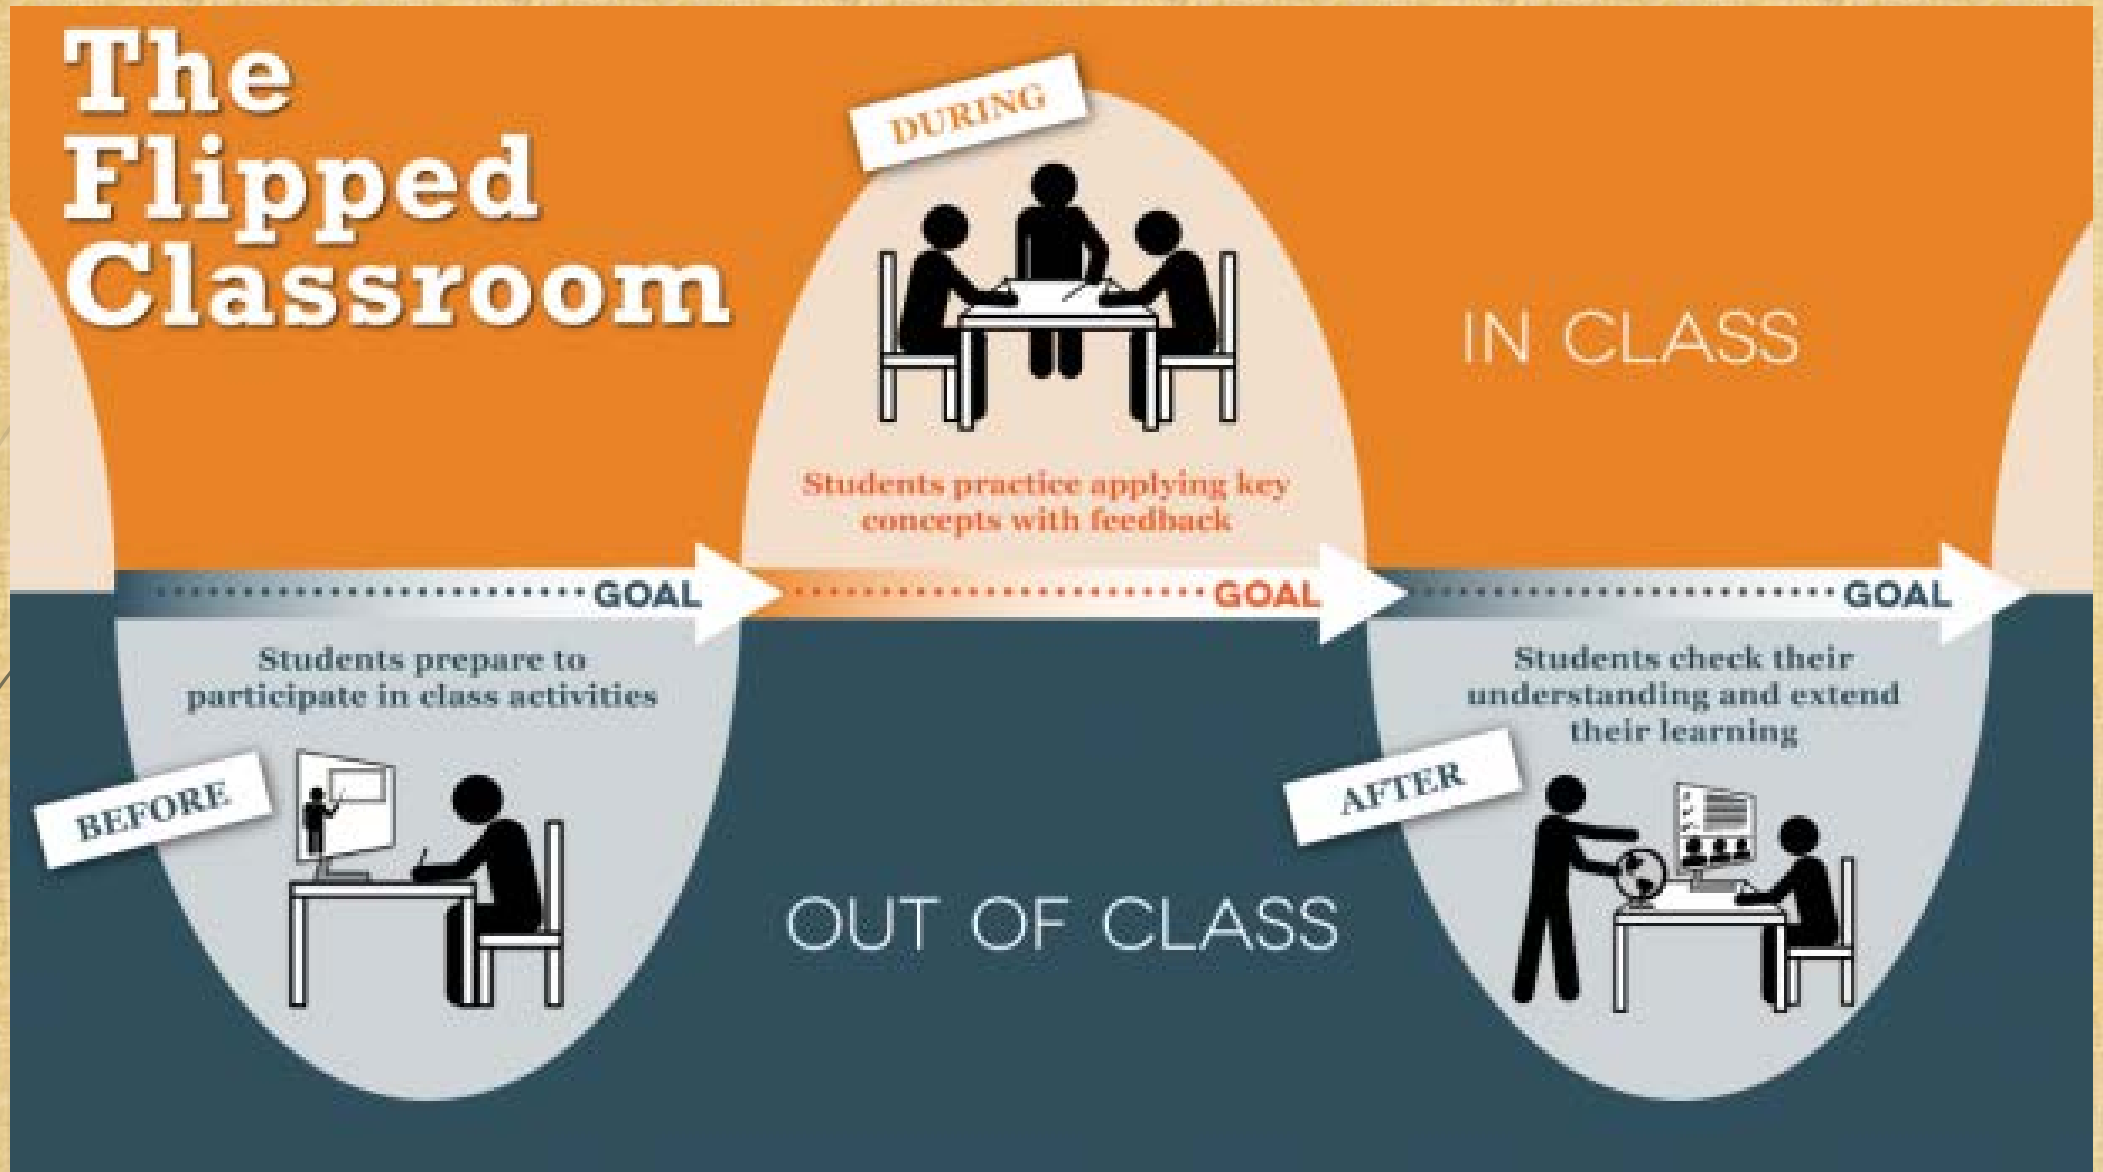 The
Flipped
Classroom
DURING
IN CLASS
Students practice applying key
concepts with feedback
GOAL
GOAL
GOAL
Students prepare to
participate in class activities
BEFORE
Students check their
understanding and extend
their learning
AFTER
OUT OF CLASS